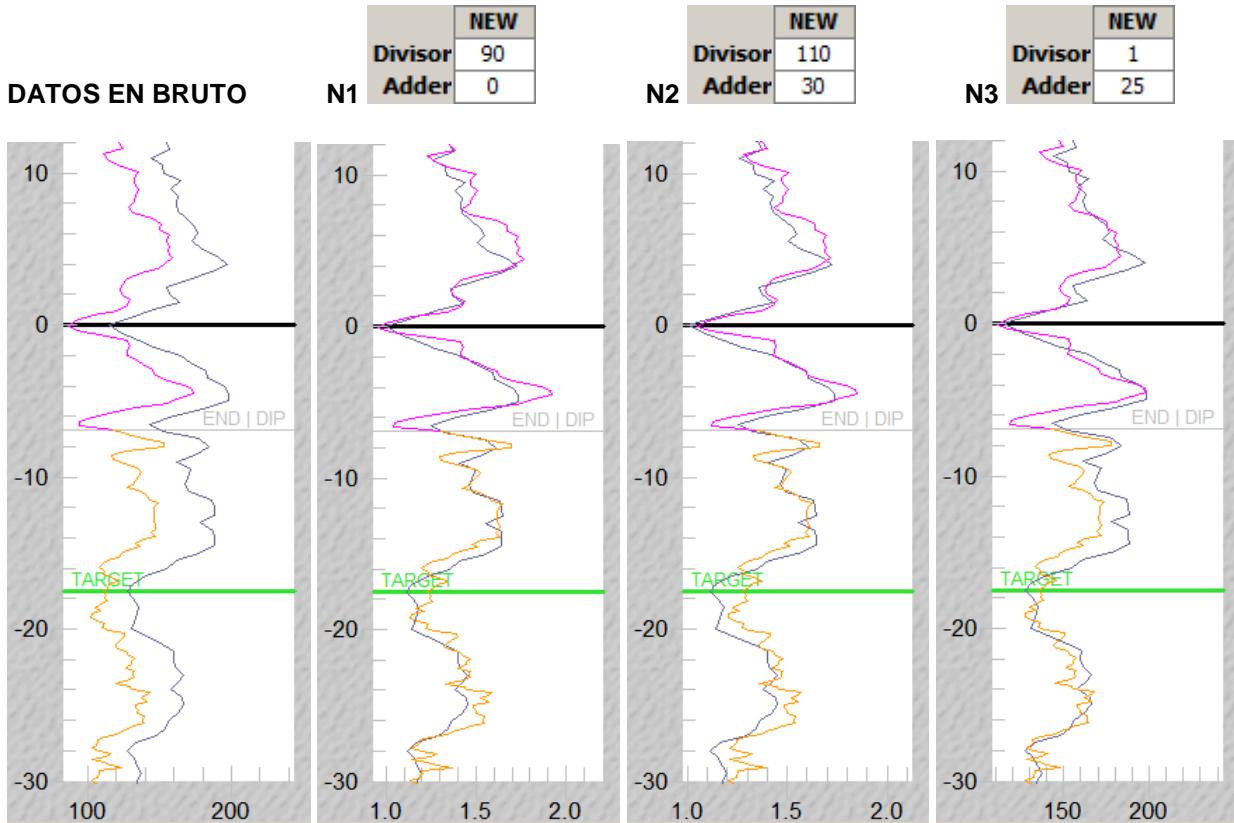 NEW
Divisor 90
Adder 0
NEW
Divisor 110
Adder 30
NEW
Divisor 1
Adder 25
DATOS EN BRUTO N1 N2 N3
10
0
-10
-20
-30
END | DIP
TARGET
100 200
10
0
-10
-20
-30
END | DIP
TARGET
1.0 1.5 2.0
10
0
-10
-20
-30
END | DIP
TARGET
1.0 1.5 2.0
10
0
-10
-20
-30
END | DIP
TARGET
150 200